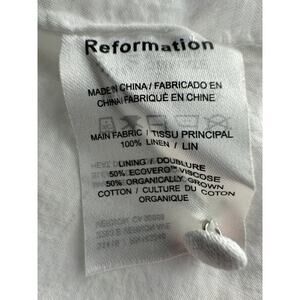 Reformation
MADE IN CHINA / FABRICADO EN
CHINA / FABRIQUÉ EN CHINE
MAIN FABRIC / TISSU PRINCIPAL
100% LINEN / LIN
LINING / DOUBLURE
50% ECOVERO™ VISCOSE
50% ORGANICALLY GROWN
COTTON / CULTURE DU COTON
ORGANIQUE